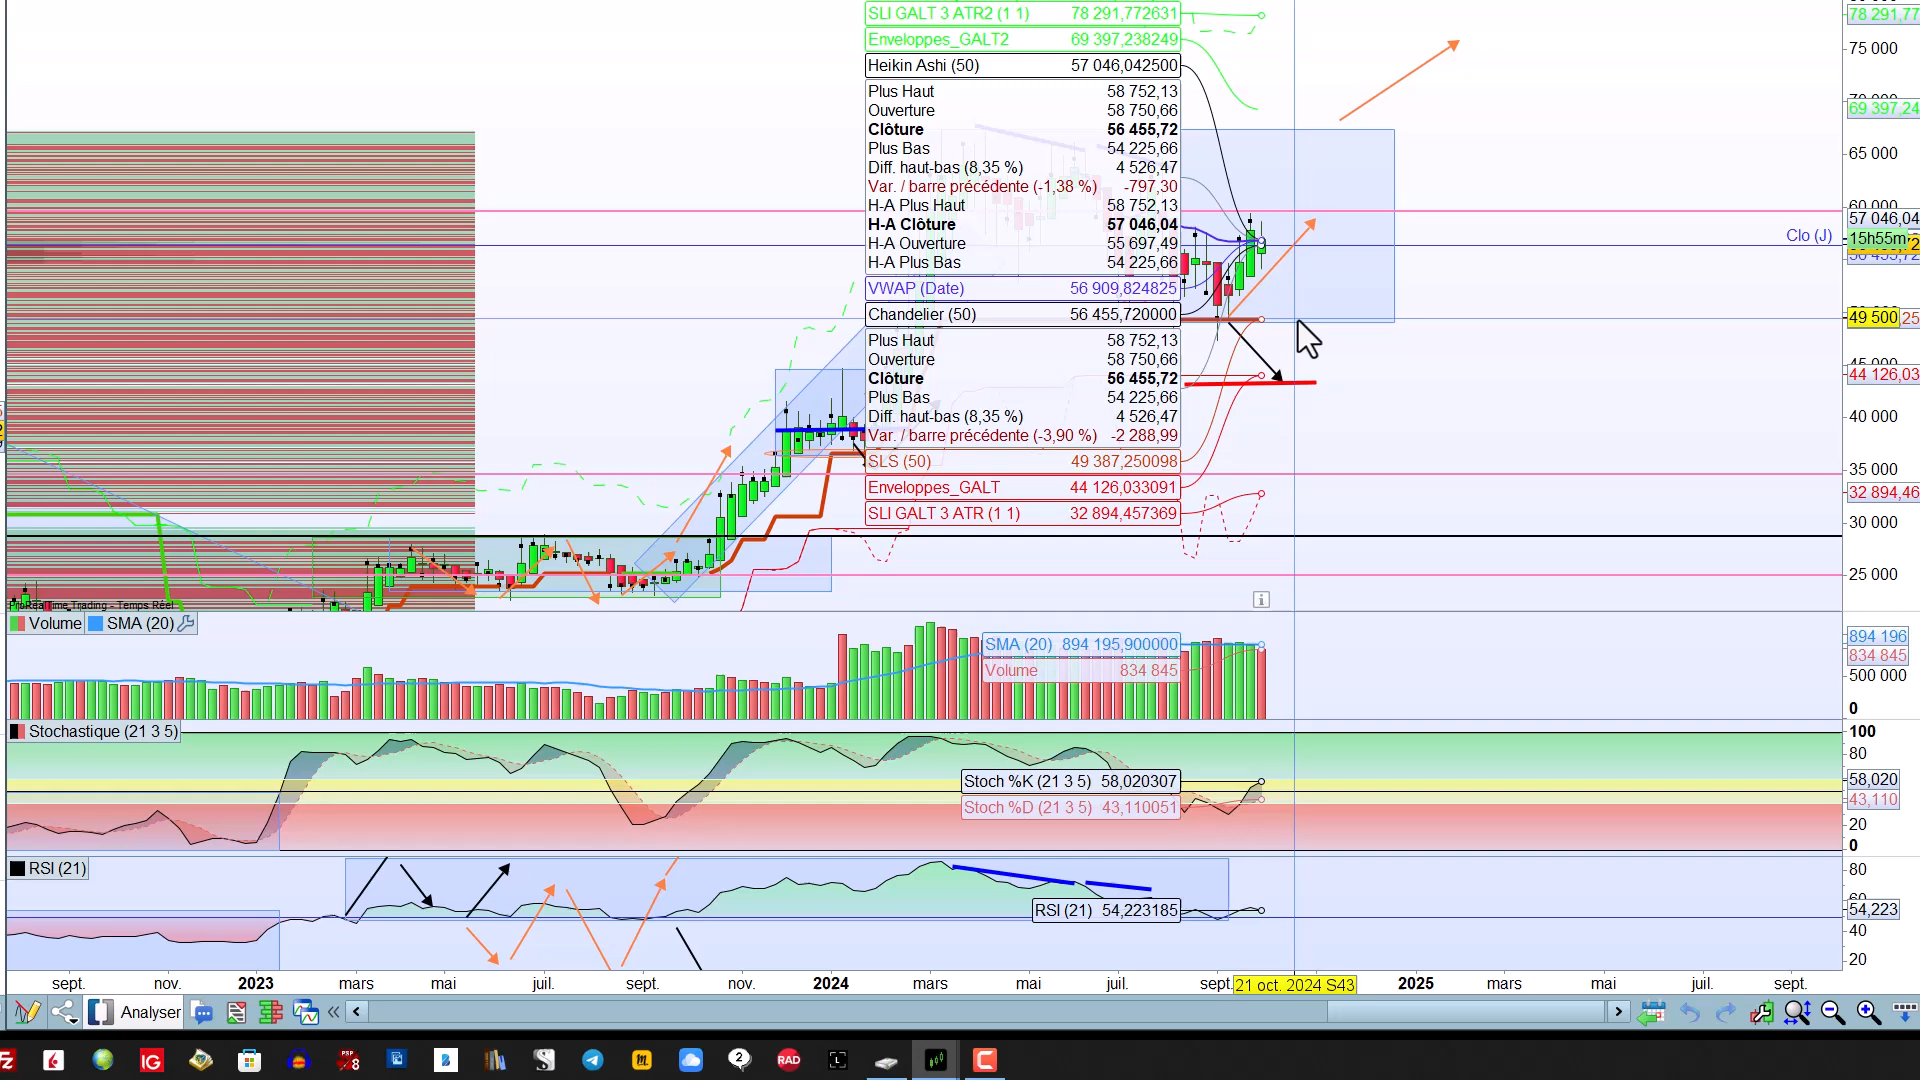 SLI GALT 3 ATR2 (1 1) 78 291,772631
78 291,77
Enveloppes_GALT2 69 397,238249
75 000
Heikin Ashi (50) 57 046,042500
Plus Haut 58 752,13
Ouverture 58 750,66
69 397,24
Clôture 56 455,72
Plus Bas 54 225,66
65 000
Diff. haut-bas (8,35 %) 4 526,47
Var. / barre précédente (-1,38 %) -797,30
H-A Plus Haut 58 752,13
60 000
H-A Clôture 57 046,04
57 046,04
H-A Ouverture 55 697,49
Clo (J)
15h55m
H-A Plus Bas 54 225,66
VWAP (Date) 56 909,824825
Chandelier (50) 56 455,720000
49 500
Plus Haut 58 752,13
Ouverture 58 750,66
44 126,03
Clôture 56 455,72
Plus Bas 54 225,66
Diff. haut-bas (8,35 %) 4 526,47
40 000
Var. / barre précédente (-3,90 %) -2 288,99
SLS (50) 49 387,250098
35 000
Enveloppes_GALT 44 126,033091
32 894,46
SLI GALT 3 ATR (1 1) 32 894,457369
30 000
25 000
ProRealTime Trading - Temps Réel
Volume SMA (20)
SMA (20) 894 195,900000
894 196
Volume 834 845
834 845
500 000
0
Stochastique (21 3 5)
100
80
Stoch %K (21 3 5) 58,020307
58,020
Stoch %D (21 3 5) 43,110051
43,110
20
0
RSI (21)
80
RSI (21) 54,223185
54,223
40
20
sept. nov. 2023 mars mai juil. sept. nov. 2024 mars mai juil. sept. 21 oct. 2024 S43 2025 mars mai juil. sept.
Analyser
IG
PSP
8
B
S
m
2
RAD
L
C